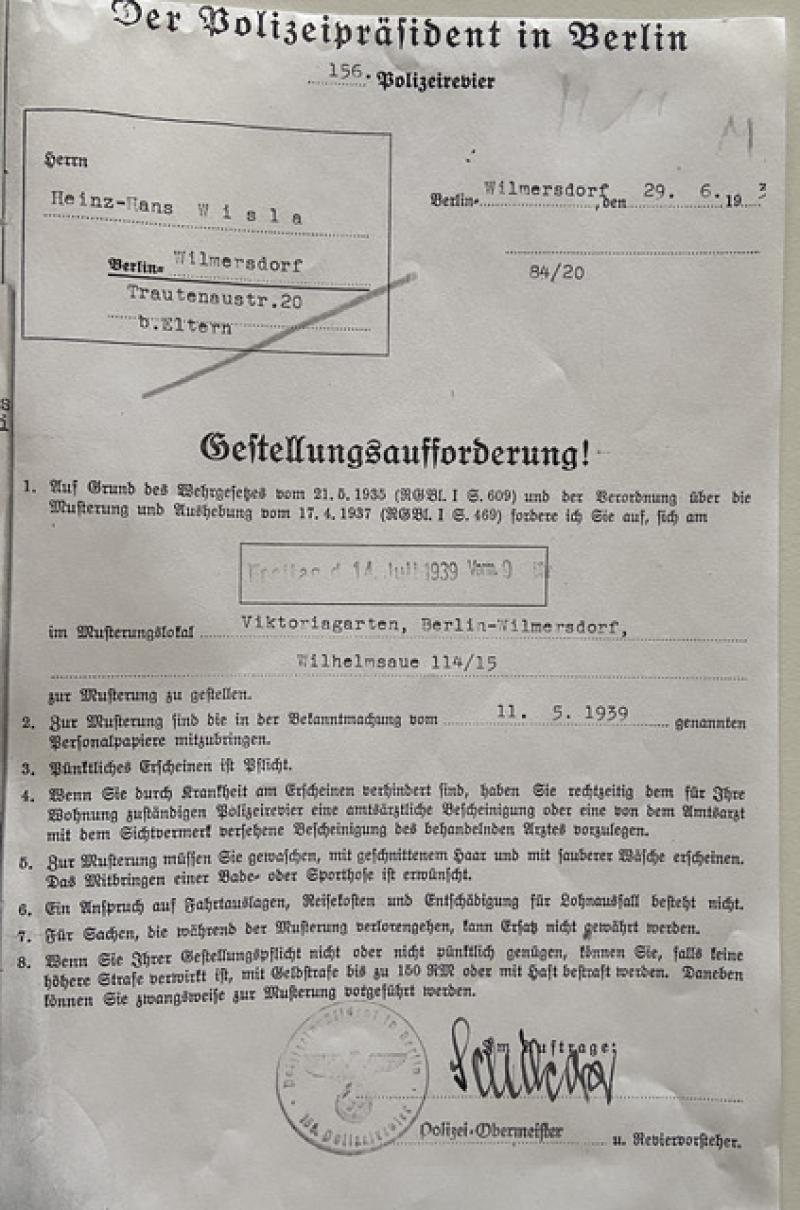 Der Polizeipräsident in Berlin
156. Polizeirevier
Herrn
Heinz-Hans Wisla
Berlin-Wilmersdorf
Trautenaustr.20
b.Eltern
Berlin-Wilmersdorf, den 29. 6. 193
84/20
Gestellungsaufforderung!
1. Auf Grund des Wehrgesetzes vom 21. 5. 1935 (RGBl. I S. 609) und der Verordnung über die
Musterung und Aushebung vom 17. 4. 1937 (RGBl. I S. 469) fordere ich Sie auf, sich am
Freitag d 14. Juli 1939 Vorm. 9 Uhr
im Musterungslokal Viktoriagarten, Berlin-Wilmersdorf,
Wilhelmsaue 114/15
zur Musterung zu gestellen.
2. Zur Musterung sind die in der Bekanntmachung vom 11. 5. 1939 genannten
Personalpapiere mitzubringen.
3. Pünktliches Erscheinen ist Pflicht.
4. Wenn Sie durch Krankheit am Erscheinen verhindert sind, haben Sie rechtzeitig dem für Ihre
Wohnung zuständigen Polizeirevier eine amtsärztliche Bescheinigung oder eine von dem Amtsarzt
mit dem Sichtvermerk versehene Bescheinigung des behandelnden Arztes vorzulegen.
5. Zur Musterung müssen Sie gewaschen, mit geschnittenem Haar und mit sauberer Wäsche erscheinen.
Das Mitbringen einer Bade- oder Sporthose ist erwünscht.
6. Ein Anspruch auf Fahrtauslagen, Reisekosten und Entschädigung für Lohnausfall besteht nicht.
7. Für Sachen, die während der Musterung verlorengehen, kann Ersatz nicht gewährt werden.
8. Wenn Sie Ihrer Gestellungspflicht nicht oder nicht pünktlich genügen, können Sie, falls keine
höhere Strafe verwirkt ist, mit Geldstrafe bis zu 150 RM oder mit Haft bestraft werden. Daneben
können Sie zwangsweise zur Musterung vorgeführt werden.
Im Auftrage:
Polizeipräsident in Berlin
156. Polizeirevier
Polizei-Obermeister u. Reviervorsteher.